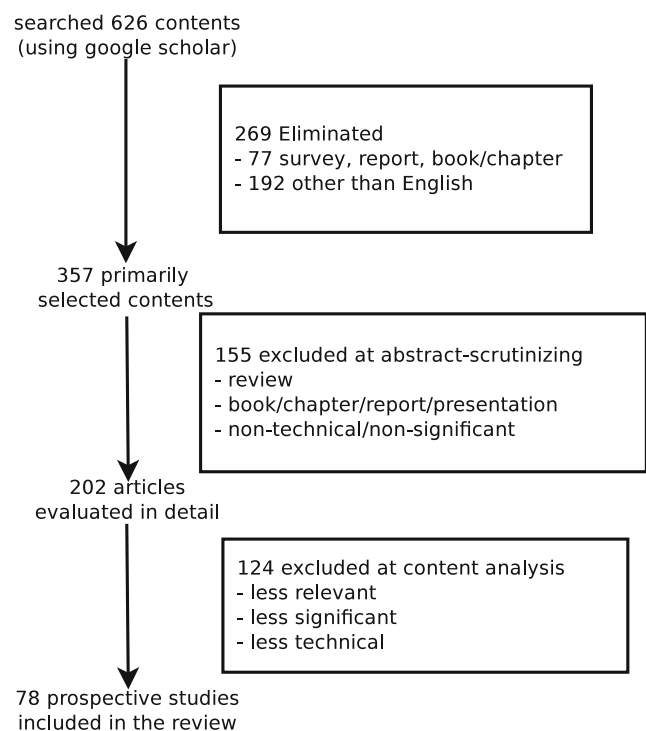 searched 626 contents
(using google scholar)
269 Eliminated
- 77 survey, report, book/chapter
- 192 other than English
357 primarily
selected contents
155 excluded at abstract-scrutinizing
- review
- book/chapter/report/presentation
- non-technical/non-significant
202 articles
evaluated in detail
124 excluded at content analysis
- less relevant
- less significant
- less technical
78 prospective studies
included in the review